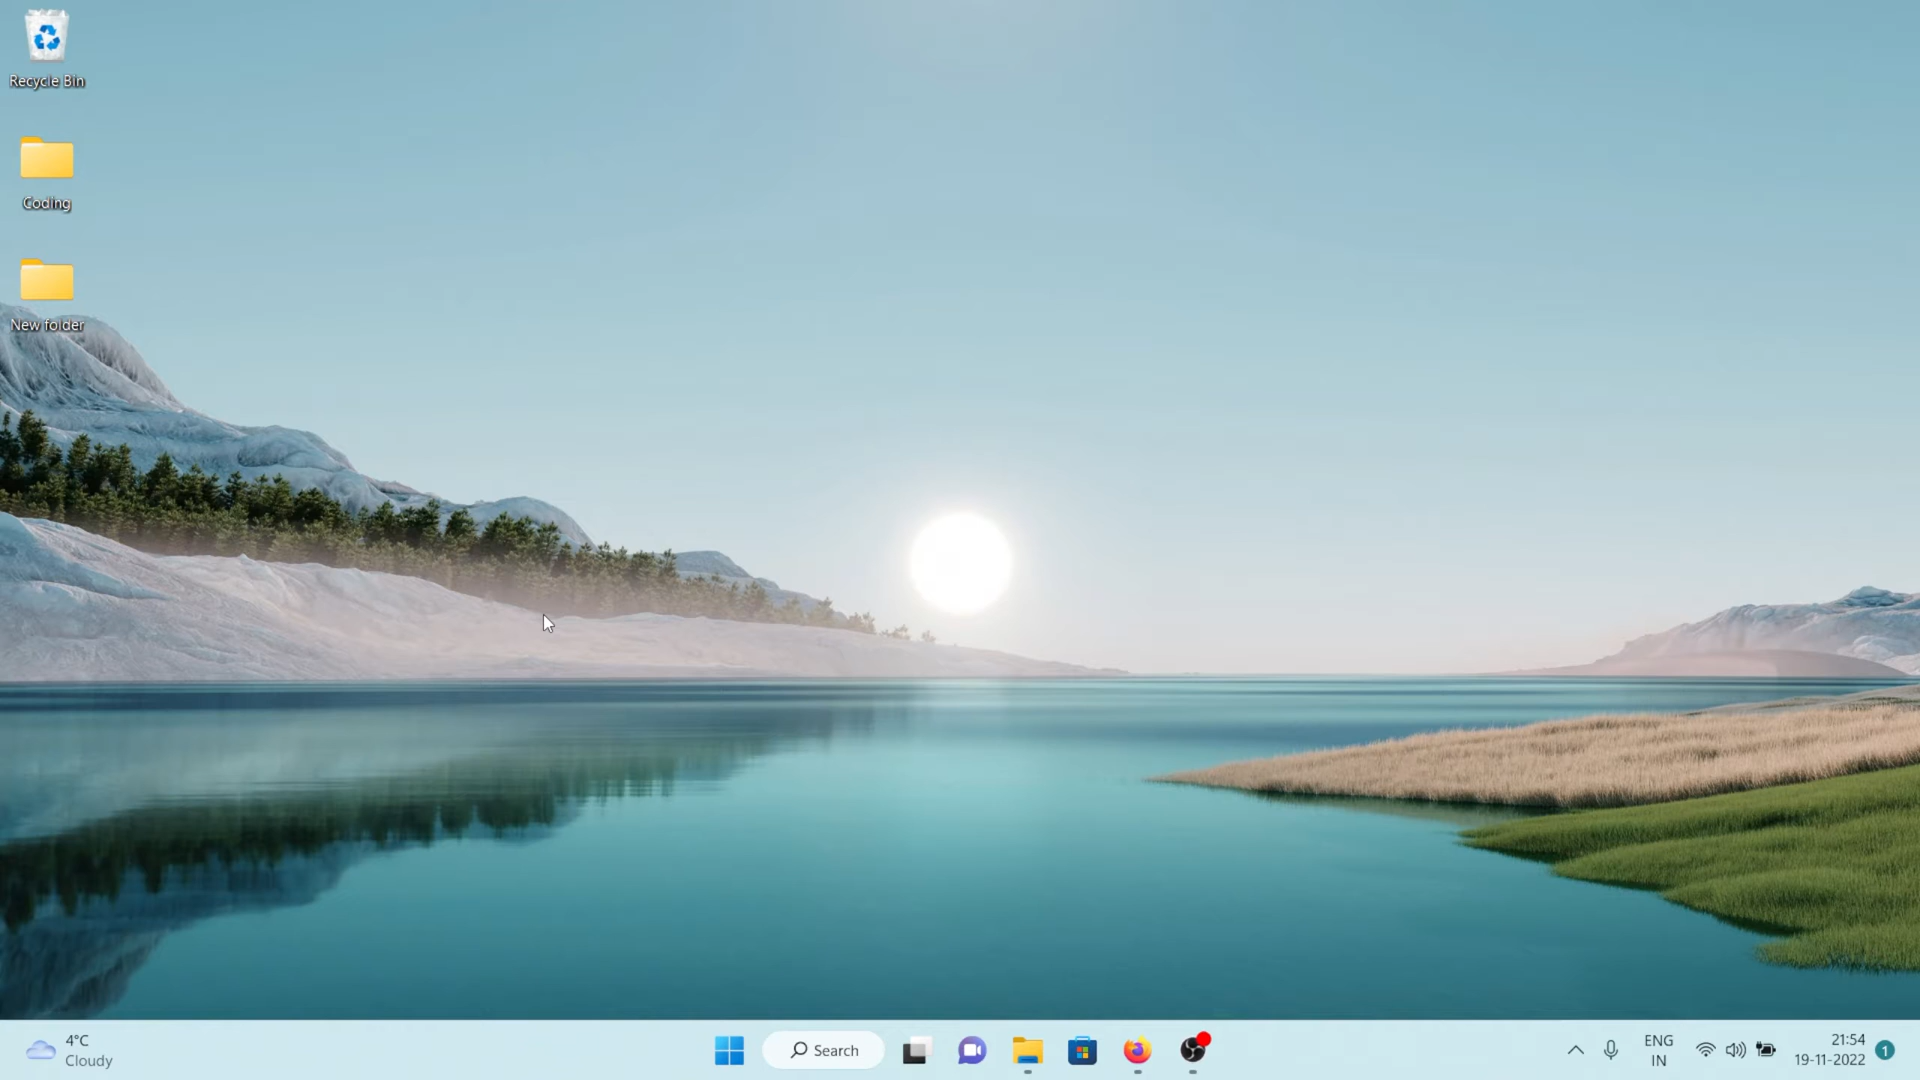 Recycle Bin
Coding
New folder
4°C
Cloudy
Search
ENG
IN
21:54
19-11-2022
1